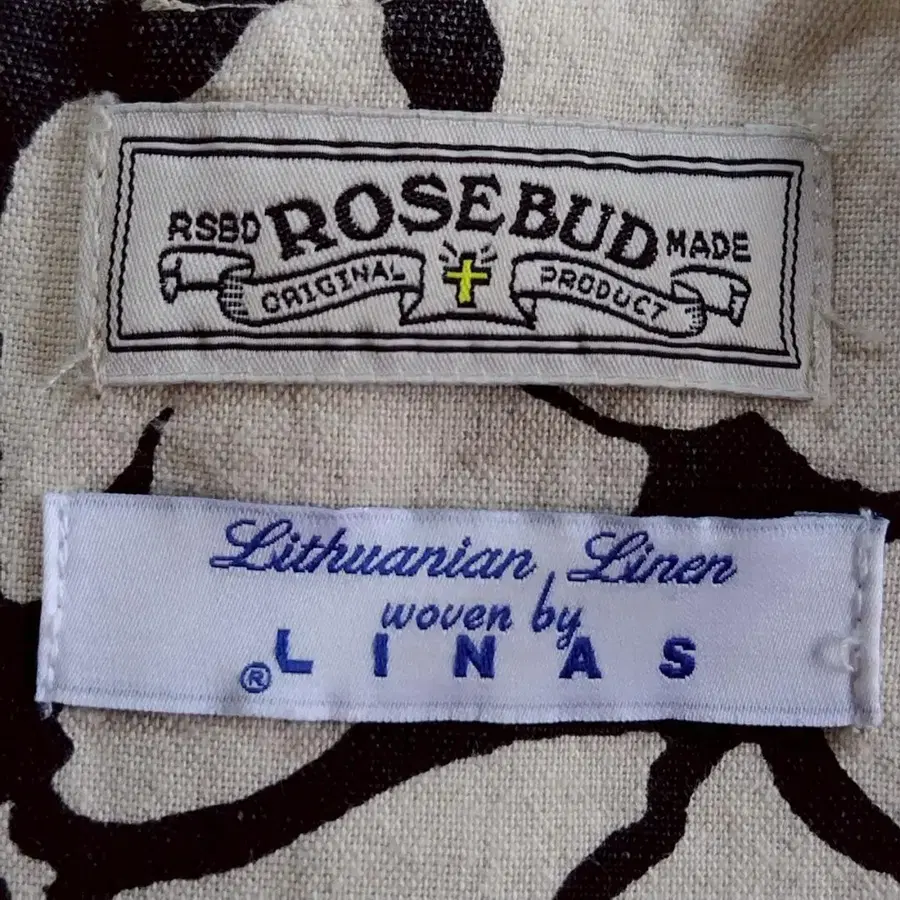 RSBD ROSEBUD MADE
ORIGINAL PRODUCT
Lithuanian Linen
woven by
®LINAS